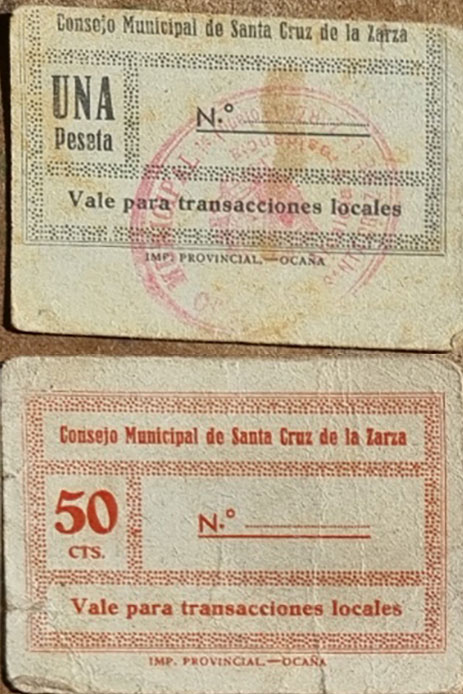 Consejo Municipal de Santa Cruz de la Zarza
UNA
Peseta
N.º
Vale para transacciones locales
IMP. PROVINCIAL.—OCAÑA
Consejo Municipal de Santa Cruz de la Zarza
50
CTS.
N.º
Vale para transacciones locales
IMP. PROVINCIAL.—OCAÑA